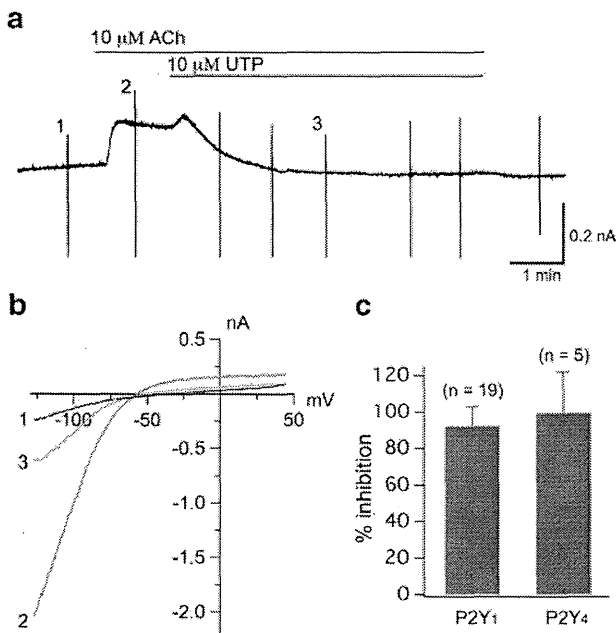 a
10 µM ACh
10 µM UTP
1
2
3
0.2 nA
1 min
b
nA
0.5
-100
-50
50
mV
1
3
-0.5
-1.0
-1.5
2
-2.0
c
(n = 19)
(n = 5)
120
100
80
60
40
20
0
% inhibition
P2Y1
P2Y4